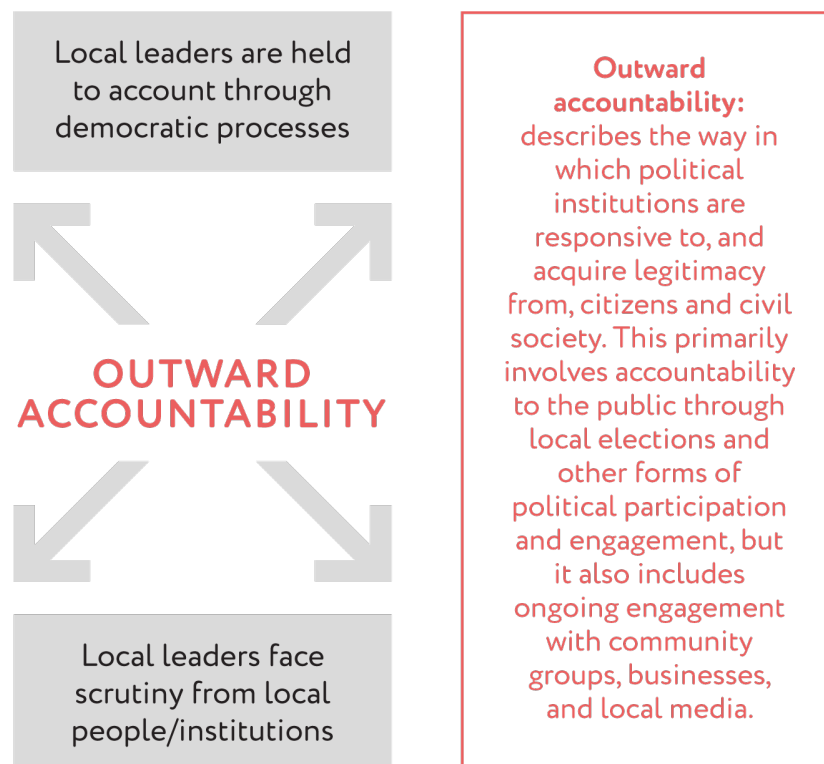 Local leaders are held
to account through
democratic processes
OUTWARD
ACCOUNTABILITY
Local leaders face
scrutiny from local
people/institutions
Outward
accountability:
describes the way in
which political
institutions are
responsive to, and
acquire legitimacy
from, citizens and civil
society. This primarily
involves accountability
to the public through
local elections and
other forms of
political participation
and engagement, but
it also includes
ongoing engagement
with community
groups, businesses,
and local media.